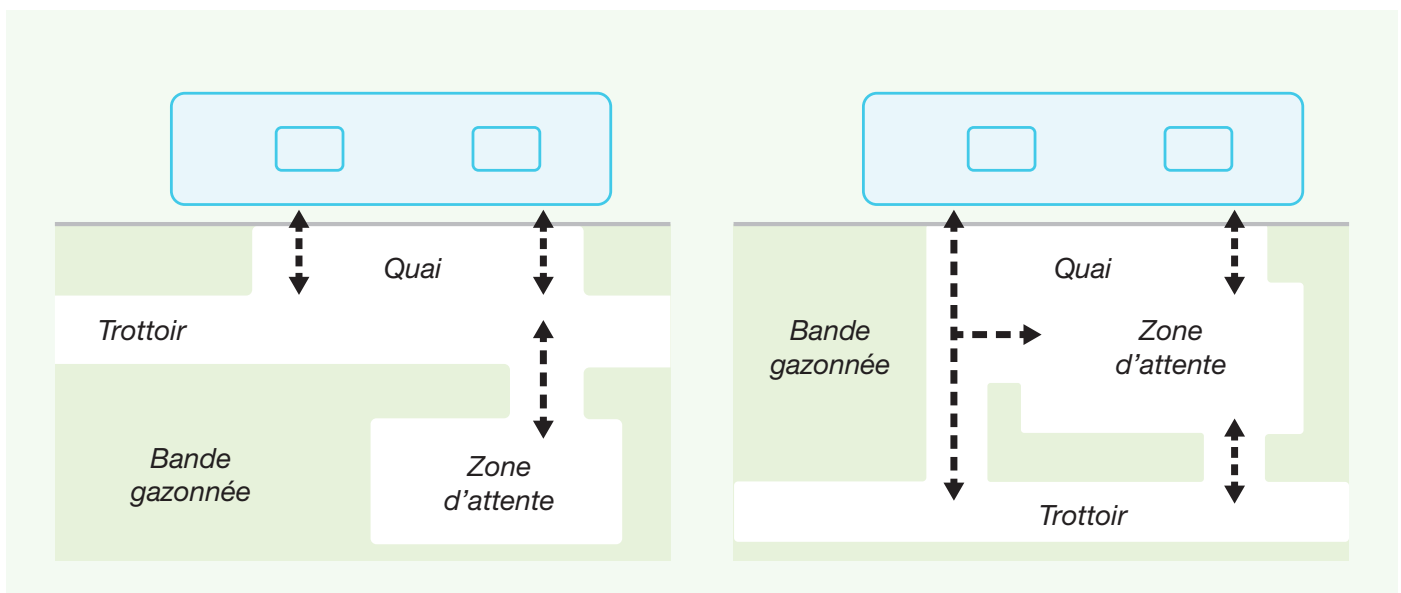 Quai
Trottoir
Bande
gazonnée
Zone
d’attente
Quai
Bande
gazonnée
Zone
d’attente
Trottoir